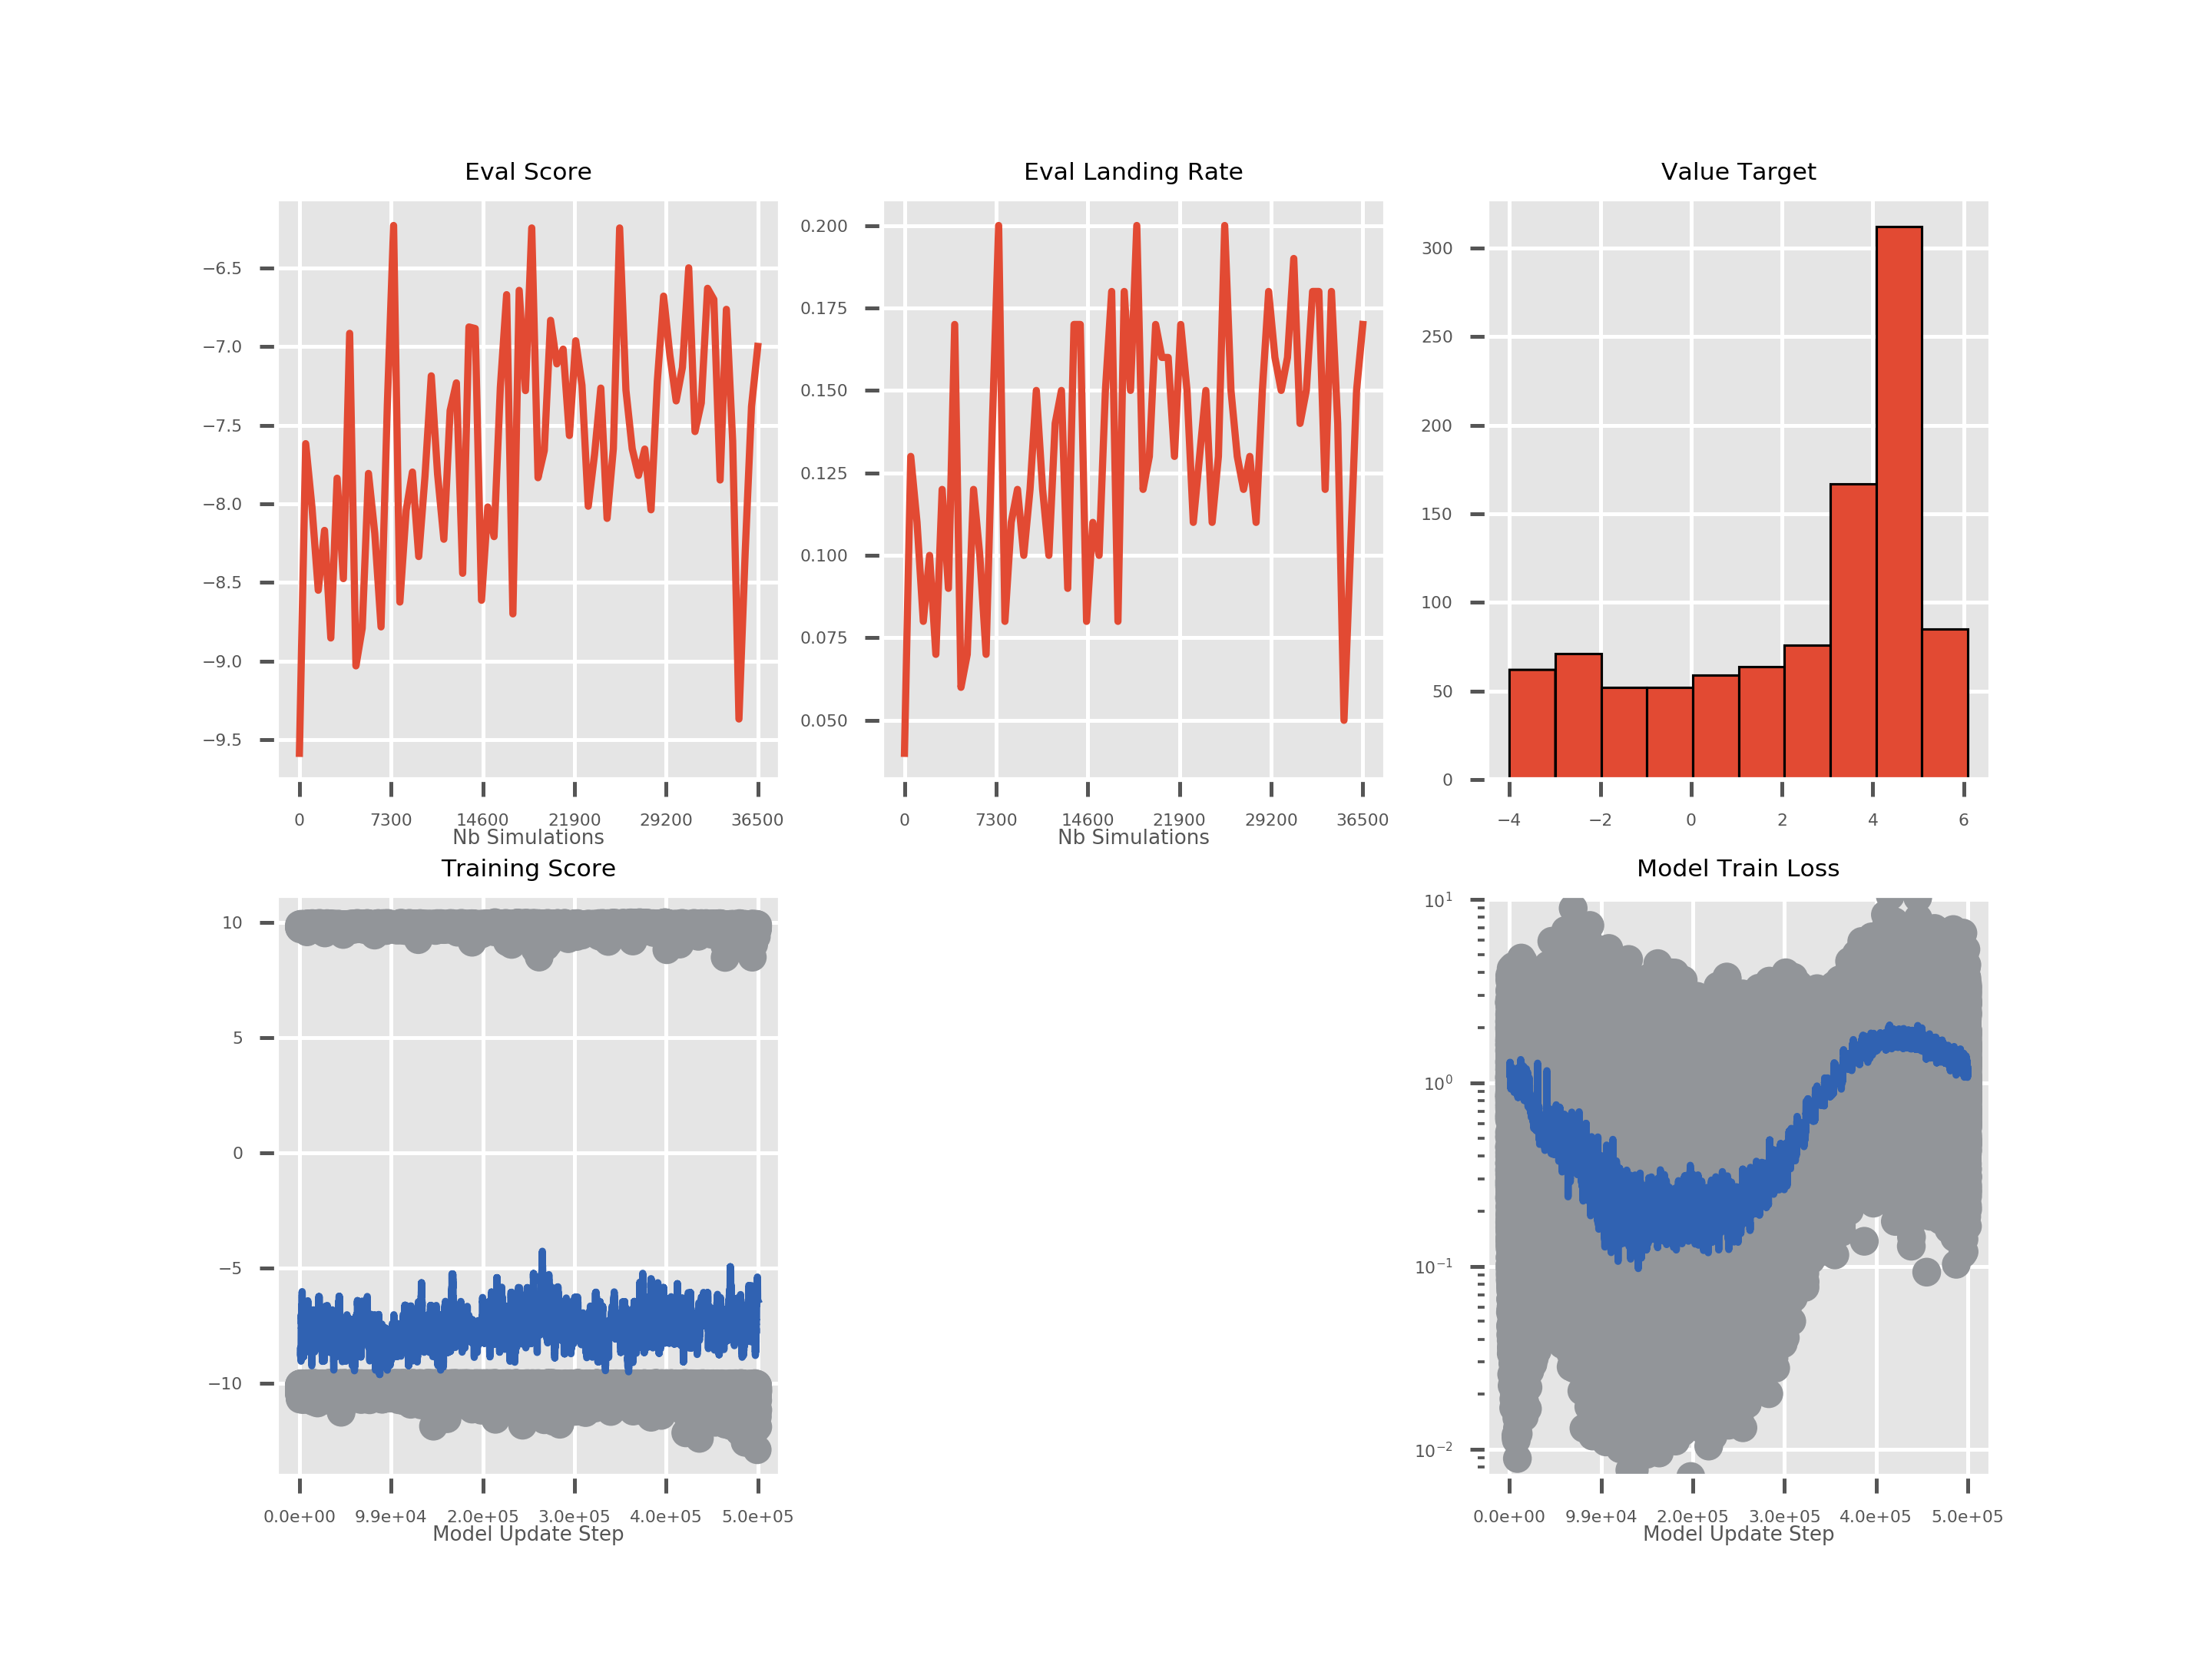 Eval Score
−6.5
−7.0
−7.5
−8.0
−8.5
−9.0
−9.5
0 7300 14600 21900 29200 36500
Nb Simulations
Eval Landing Rate
0.200
0.175
0.150
0.125
0.100
0.075
0.050
0 7300 14600 21900 29200 36500
Nb Simulations
Value Target
300
250
200
150
100
50
0
−4 −2 0 2 4 6
Training Score
10
5
0
−5
−10
0.0e+00 9.9e+04 2.0e+05 3.0e+05 4.0e+05 5.0e+05
Model Update Step
Model Train Loss
10¹
10⁰
10⁻¹
10⁻²
0.0e+00 9.9e+04 2.0e+05 3.0e+05 4.0e+05 5.0e+05
Model Update Step